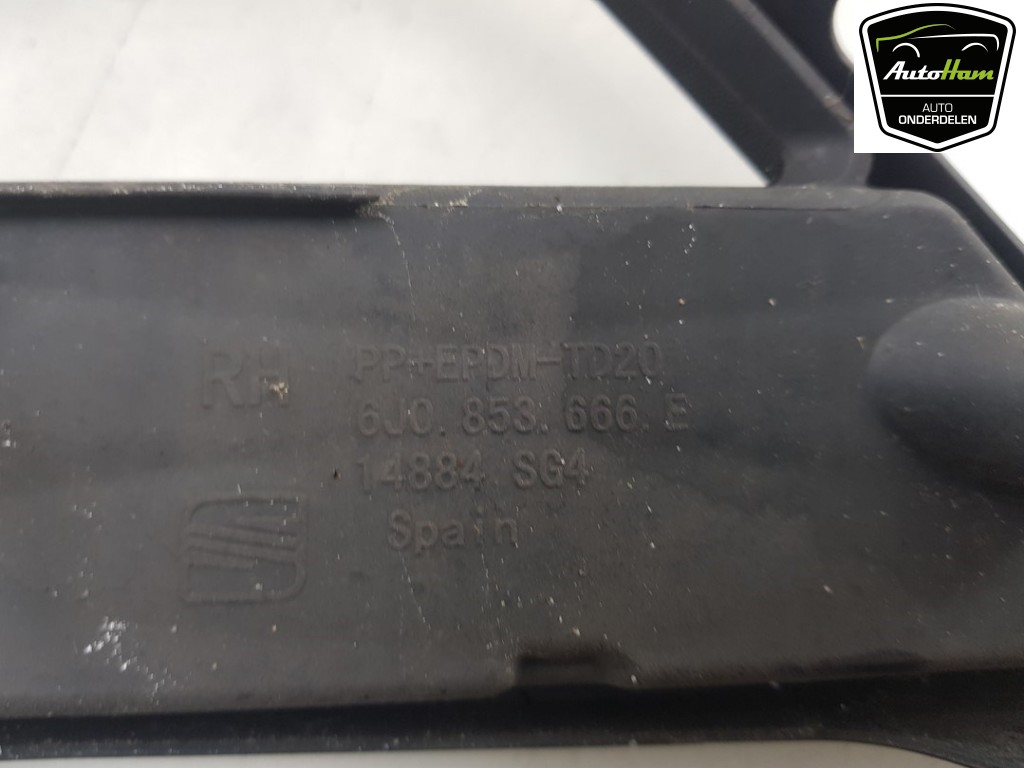 AutoHam
AUTO
ONDERDELEN
RH
PP-EPDM-TD20
6J0.853.666.E
14884 SG4
Spain